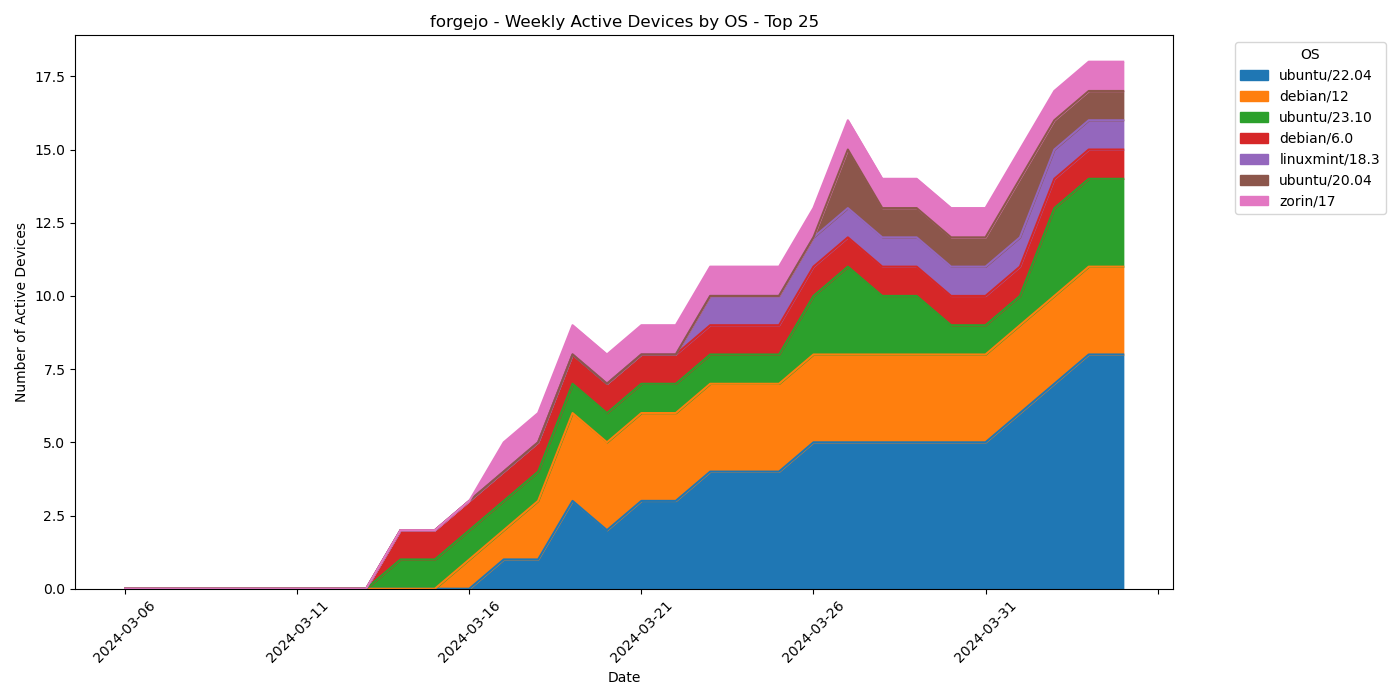 forgejo - Weekly Active Devices by OS - Top 25
17.5
15.0
12.5
10.0
7.5
5.0
2.5
0.0
Number of Active Devices
2024-03-06
2024-03-11
2024-03-16
2024-03-21
2024-03-26
2024-03-31
Date
OS
ubuntu/22.04
debian/12
ubuntu/23.10
debian/6.0
linuxmint/18.3
ubuntu/20.04
zorin/17